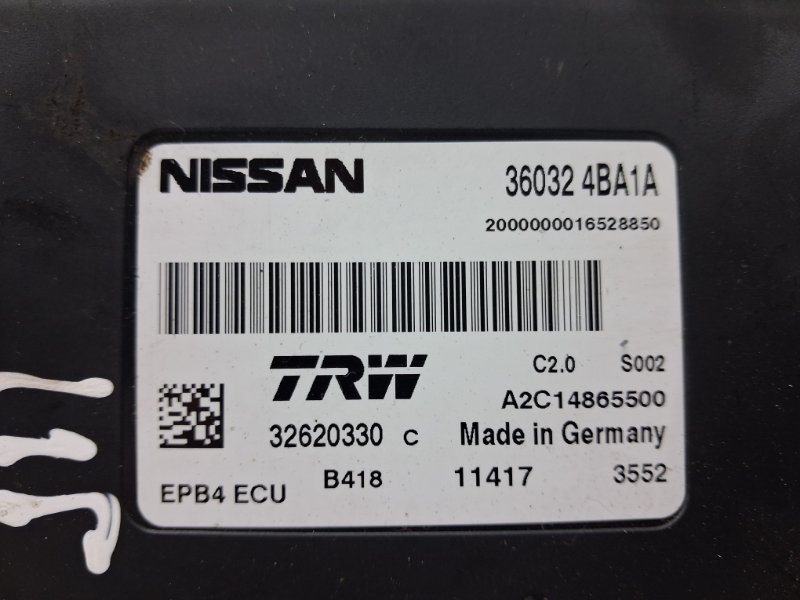 NISSAN 36032 4BA1A
2000000016528850
TRW C2.0 S002
A2C14865500
32620330 C Made in Germany
EPB4 ECU B418 11417 3552